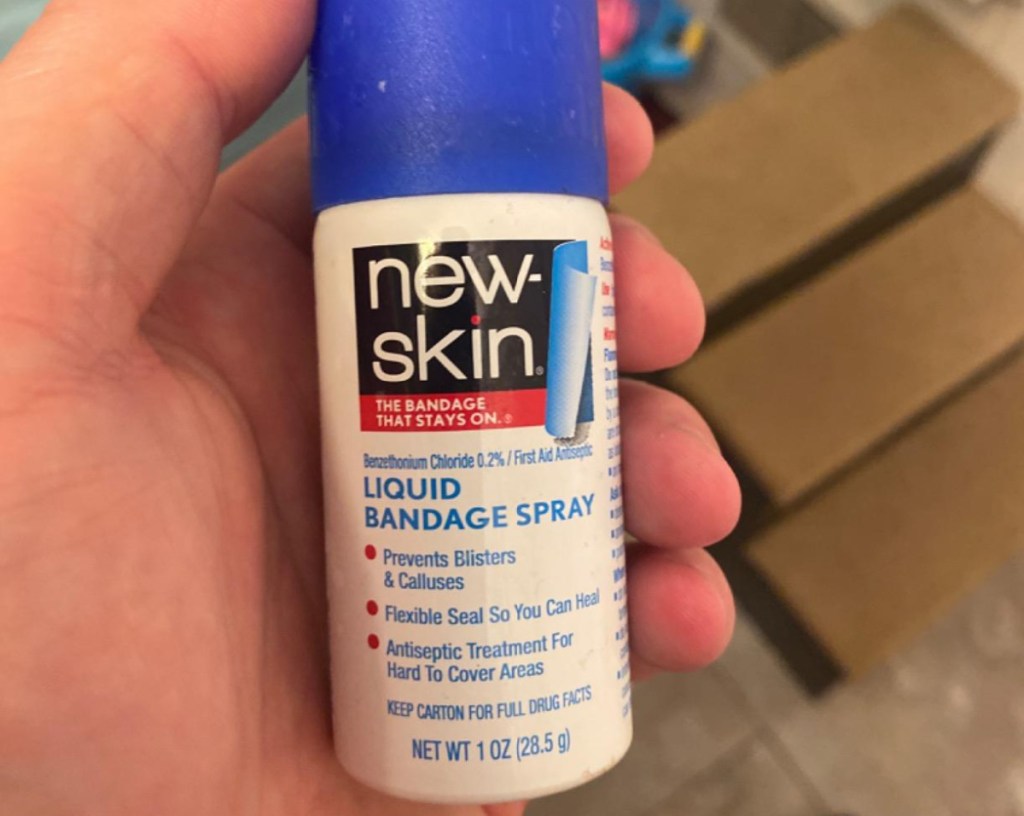 new-
skin®
THE BANDAGE
THAT STAYS ON.®
Benzethonium Chloride 0.2% / First Aid Antiseptic
LIQUID
BANDAGE SPRAY
• Prevents Blisters
& Calluses
• Flexible Seal So You Can Heal
• Antiseptic Treatment For
Hard To Cover Areas
KEEP CARTON FOR FULL DRUG FACTS
NET WT 1 OZ (28.5 g)